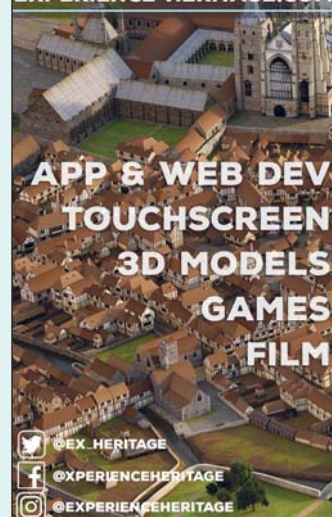 APP & WEB DEV
TOUCHSCREEN
3D MODELS
GAMES
FILM
@EX_HERITAGE
@XPERIENCEHERITAGE
@EXPERIENCEHERITAGE